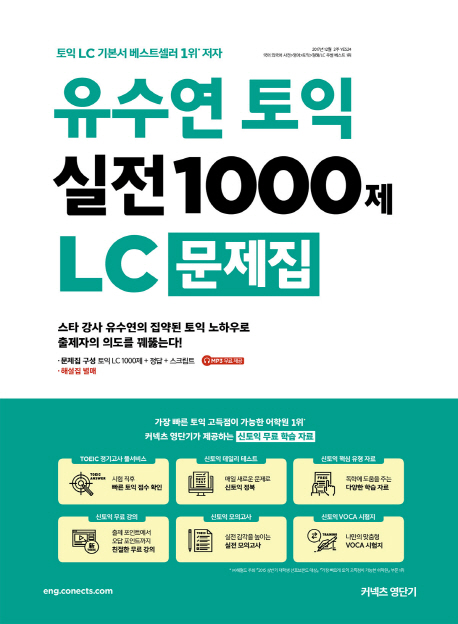 토익 LC 기본서 베스트셀러 1위* 저자
유수연 토익
실전 1000제
LC 문제집
스타 강사 유수연의 집약된 토익 노하우로
출제자의 의도를 꿰뚫는다!
· 문제집 구성 토익 LC 1000제 + 정답 + 스크립트 MP3 무료 제공
· 해설집 별매
가장 빠른 토익 고득점이 가능한 어학원 1위*
커넥츠 영단기가 제공하는 신토익 무료 학습 자료
TOEIC 정기고사 풀서비스
신토익 데일리 테스트
신토익 핵심 유형 자료
TOEIC ANSWER
시험 직후
빠른 토익 점수 확인
매일 새로운 문제로
신토익 정복
독학에 도움을 주는
다양한 학습 자료
신토익 무료 강의
신토익 모의고사
신토익 VOCA 시험지
출제 포인트에서
오답 포인트까지
친절한 무료 강의
실전 감각을 높이는
실전 모의고사
TRAINING
나만의 맞춤형
VOCA 시험지
eng.conects.com
커넥츠 영단기